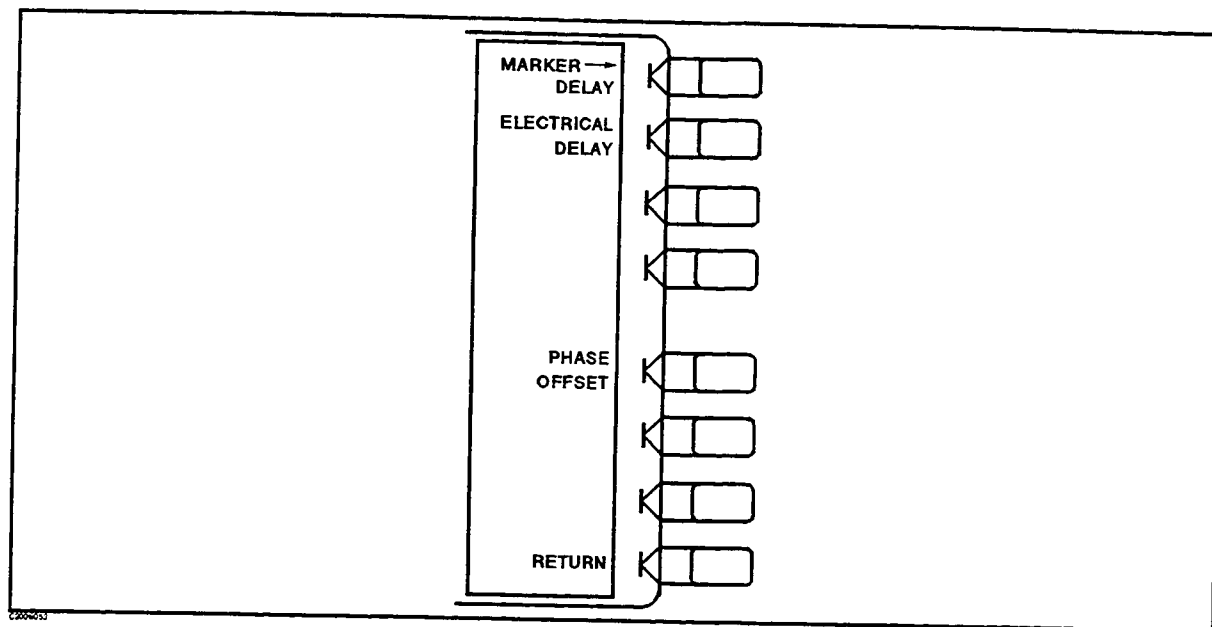 MARKER →
DELAY
ELECTRICAL
DELAY
PHASE
OFFSET
RETURN